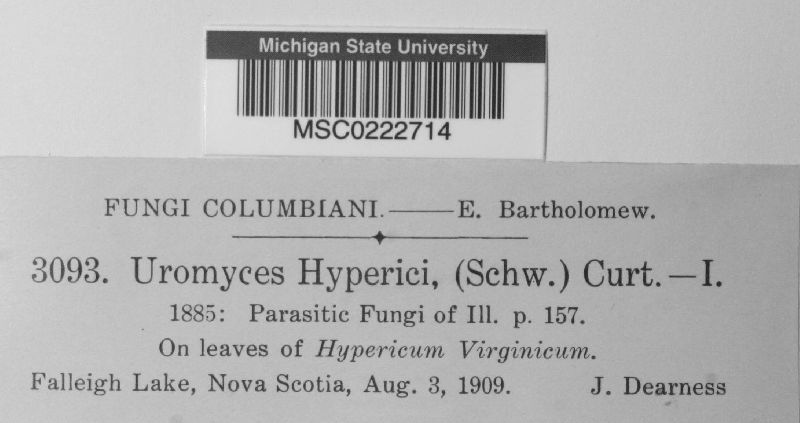 Michigan State University
MSC0222714
FUNGI COLUMBIANI.——E. Bartholomew.
3093. Uromyces Hyperici, (Schw.) Curt.—I.
1885: Parasitic Fungi of Ill. p. 157.
On leaves of Hypericum Virginicum.
Falleigh Lake, Nova Scotia, Aug. 3, 1909. J. Dearness